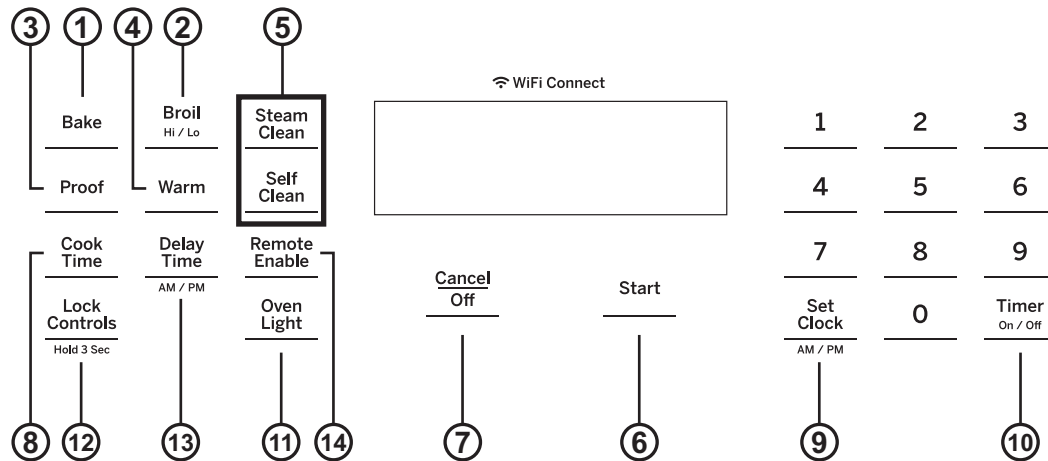 3 1 4 2 5
WiFi Connect
Bake
Broil
Hi / Lo
Steam
Clean
1 2 3
Proof
Warm
Self
Clean
4 5 6
Cook
Time
Delay
Time
AM / PM
Remote
Enable
7 8 9
Cancel
Off
Start
Lock
Controls
Hold 3 Sec
Oven
Light
Set
Clock
AM / PM
0
Timer
On / Off
8 12 13 11 14 7 6 9 10